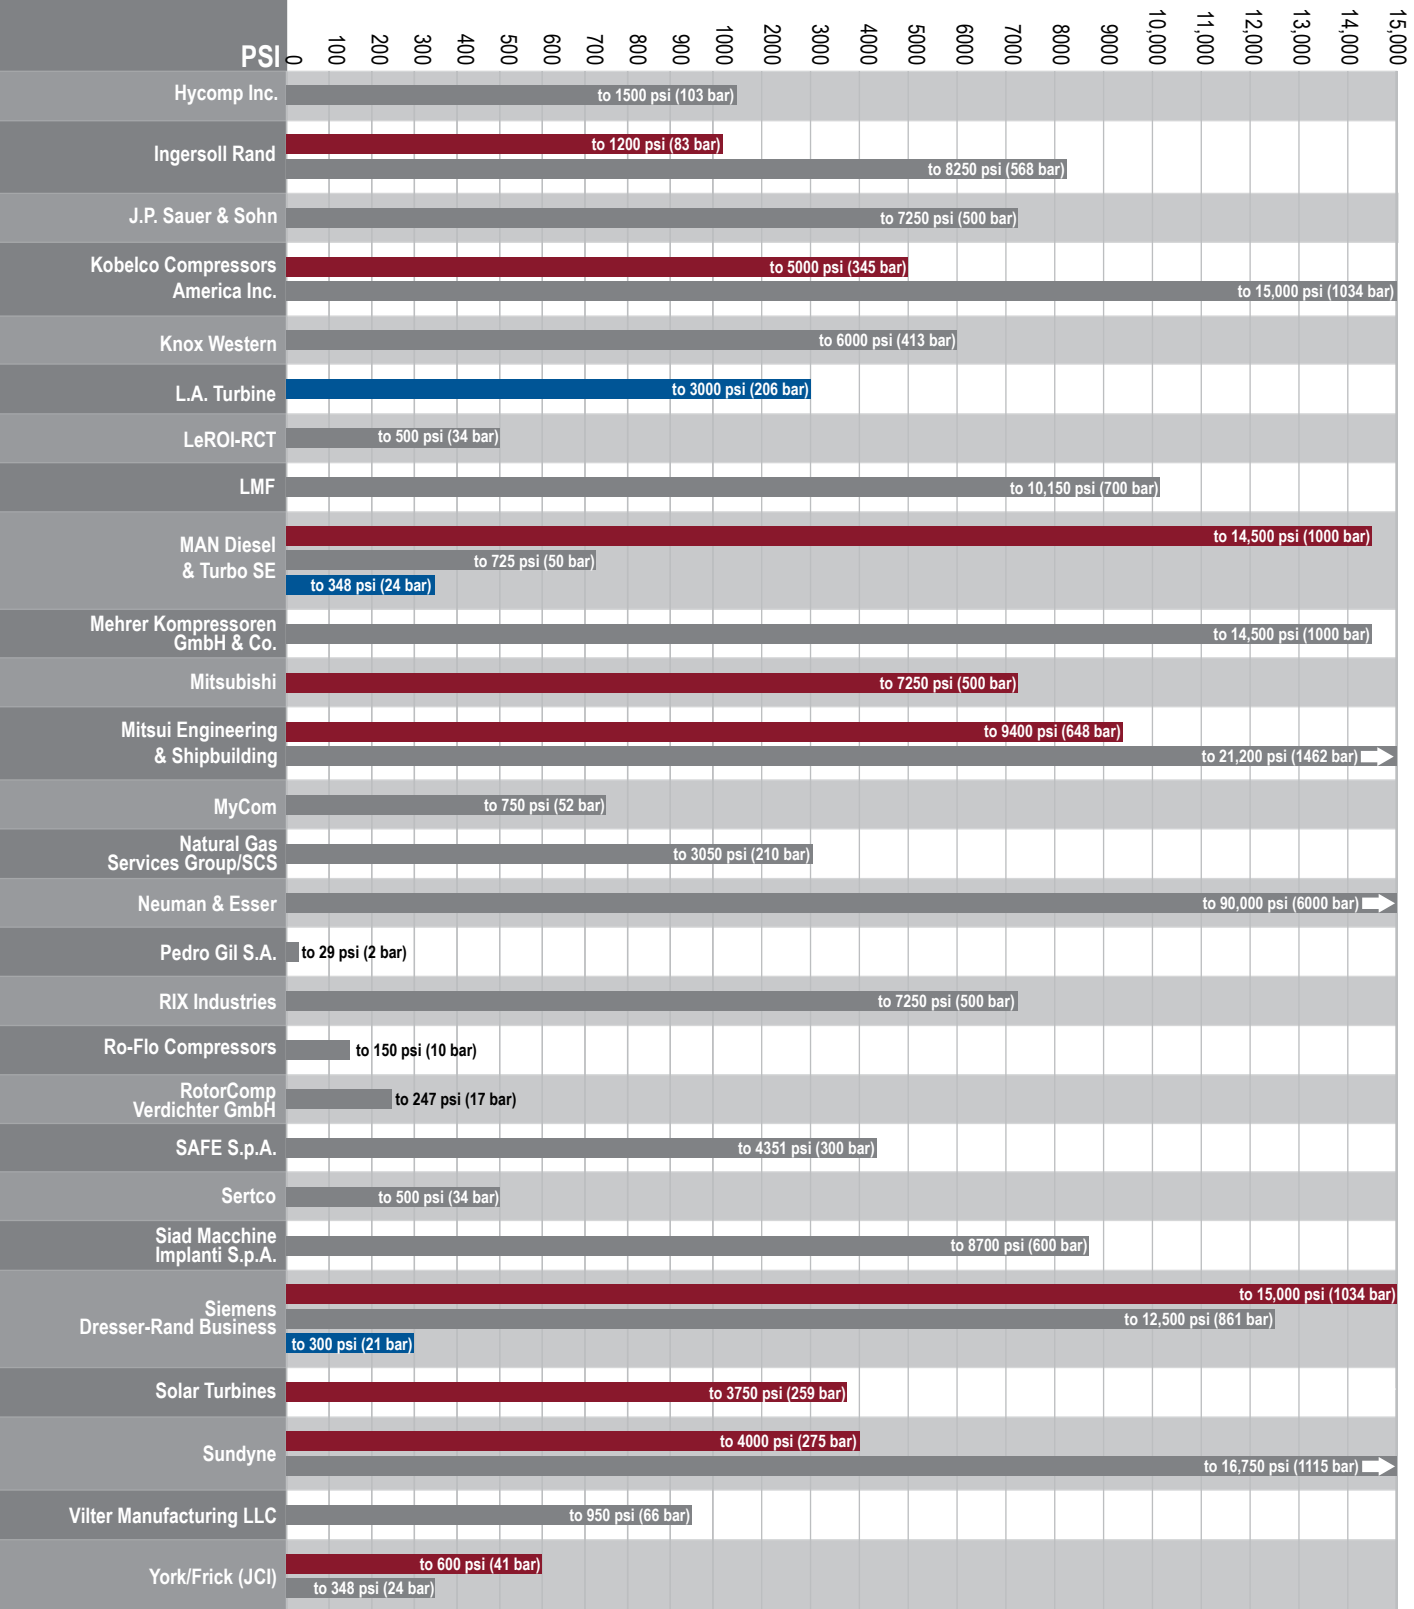 PSI
0
100
200
300
400
500
600
700
800
900
1000
2000
3000
4000
5000
6000
7000
8000
9000
10,000
11,000
12,000
13,000
14,000
15,000
Hycomp Inc.
to 1500 psi (103 bar)
Ingersoll Rand
to 1200 psi (83 bar)
to 8250 psi (568 bar)
J.P. Sauer & Sohn
to 7250 psi (500 bar)
Kobelco Compressors
America Inc.
to 5000 psi (345 bar)
to 15,000 psi (1034 bar)
Knox Western
to 6000 psi (413 bar)
L.A. Turbine
to 3000 psi (206 bar)
LeROI-RCT
to 500 psi (34 bar)
LMF
to 10,150 psi (700 bar)
MAN Diesel
& Turbo SE
to 14,500 psi (1000 bar)
to 725 psi (50 bar)
to 348 psi (24 bar)
Mehrer Kompressoren
GmbH & Co.
to 14,500 psi (1000 bar)
Mitsubishi
to 7250 psi (500 bar)
Mitsui Engineering
& Shipbuilding
to 9400 psi (648 bar)
to 21,200 psi (1462 bar)
MyCom
to 750 psi (52 bar)
Natural Gas
Services Group/SCS
to 3050 psi (210 bar)
Neuman & Esser
to 90,000 psi (6000 bar)
Pedro Gil S.A.
to 29 psi (2 bar)
RIX Industries
to 7250 psi (500 bar)
Ro-Flo Compressors
to 150 psi (10 bar)
RotorComp
Verdichter GmbH
to 247 psi (17 bar)
SAFE S.p.A.
to 4351 psi (300 bar)
Sertco
to 500 psi (34 bar)
Siad Macchine
Implanti S.p.A.
to 8700 psi (600 bar)
Siemens
Dresser-Rand Business
to 15,000 psi (1034 bar)
to 12,500 psi (861 bar)
to 300 psi (21 bar)
Solar Turbines
to 3750 psi (259 bar)
Sundyne
to 4000 psi (275 bar)
to 16,750 psi (1115 bar)
Vilter Manufacturing LLC
to 950 psi (66 bar)
York/Frick (JCI)
to 600 psi (41 bar)
to 348 psi (24 bar)